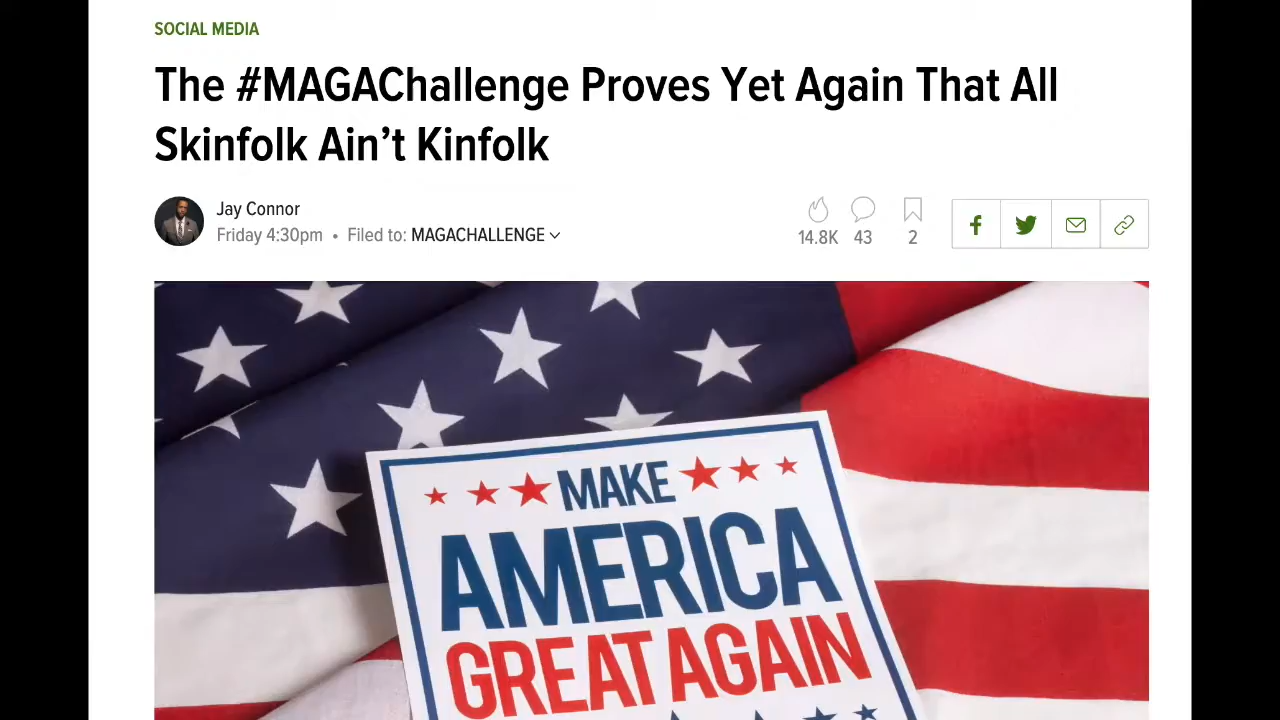 SOCIAL MEDIA
The #MAGAChallenge Proves Yet Again That All
Skinfolk Ain’t Kinfolk
Jay Connor
Friday 4:30pm • Filed to: MAGACHALLENGE
14.8K 43 2
MAKE
AMERICA
GREAT AGAIN